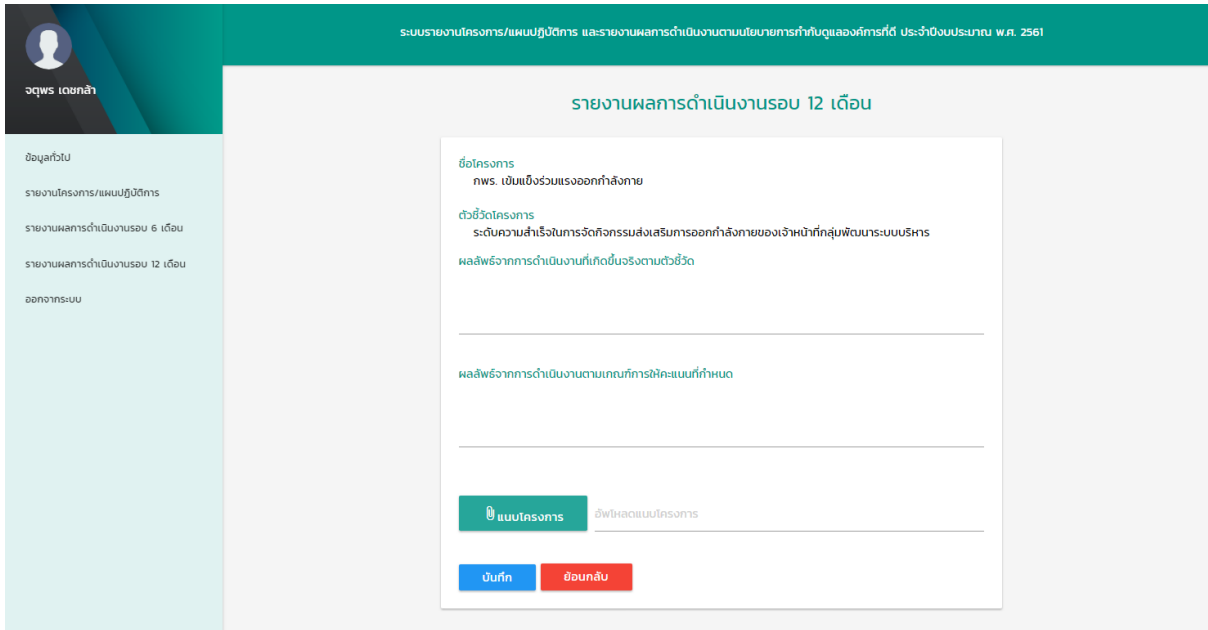 ระบบรายงานโครงการ/แผนปฏิบัติการ และรายงานผลการดำเนินงานตามนโยบายการกำกับดูแลองค์การที่ดี ประจำปีงบประมาณ พ.ศ. 2561
จตุพร เดชกล้า
ข้อมูลทั่วไป
รายงานโครงการ/แผนปฏิบัติการ
รายงานผลการดำเนินงานรอบ 6 เดือน
รายงานผลการดำเนินงานรอบ 12 เดือน
ออกจากระบบ
รายงานผลการดำเนินงานรอบ 12 เดือน
ชื่อโครงการ
กพร. เข้มแข็งร่วมแรงออกกำลังกาย
ตัวชี้วัดโครงการ
ระดับความสำเร็จในการจัดกิจกรรมส่งเสริมการออกกำลังกายของเจ้าหน้าที่กลุ่มพัฒนาระบบบริหาร
ผลลัพธ์จากการดำเนินงานที่เกิดขึ้นจริงตามตัวชี้วัด
ผลลัพธ์จากการดำเนินงานตามเกณฑ์การให้คะแนนที่กำหนด
แนบโครงการ
อัพโหลดแนบโครงการ
บันทึก
ย้อนกลับ